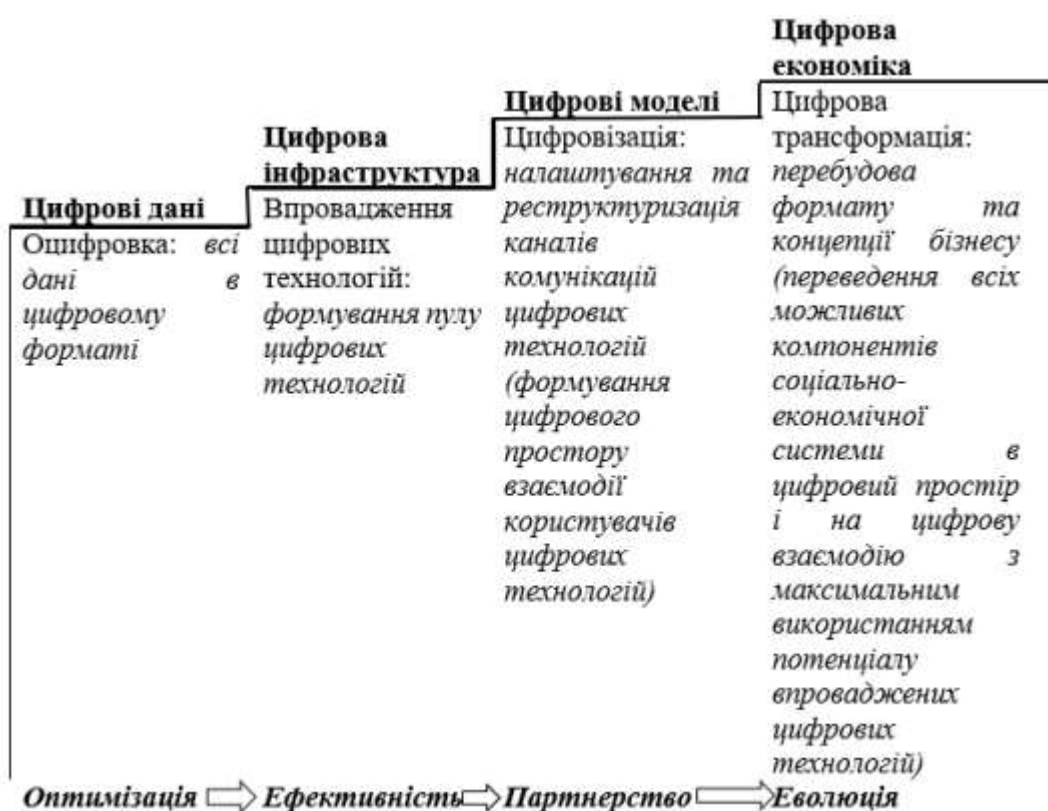 Цифрові дані
Оцифровка: всі
дані в
цифровому
форматі
Цифрова
інфраструктура
Впровадження
цифрових
технологій:
формування пулу
цифрових
технологій
Цифрові моделі
Цифровізація:
налаштування та
реструктуризація
каналів
комунікацій
цифрових
технологій
(формування
цифрового
простору
взаємодії
користувачів
цифрових
технологій)
Цифрова
економіка
Цифрова
трансформація:
перебудова
формату та
концепції бізнесу
(переведення всіх
можливих
компонентів
соціально-
економічної
системи в
цифровий простір
і на цифрову
взаємодію з
максимальним
використанням
потенціалу
впроваджених
цифрових
технологій)
Оптимізація Ефективність Партнерство Еволюція